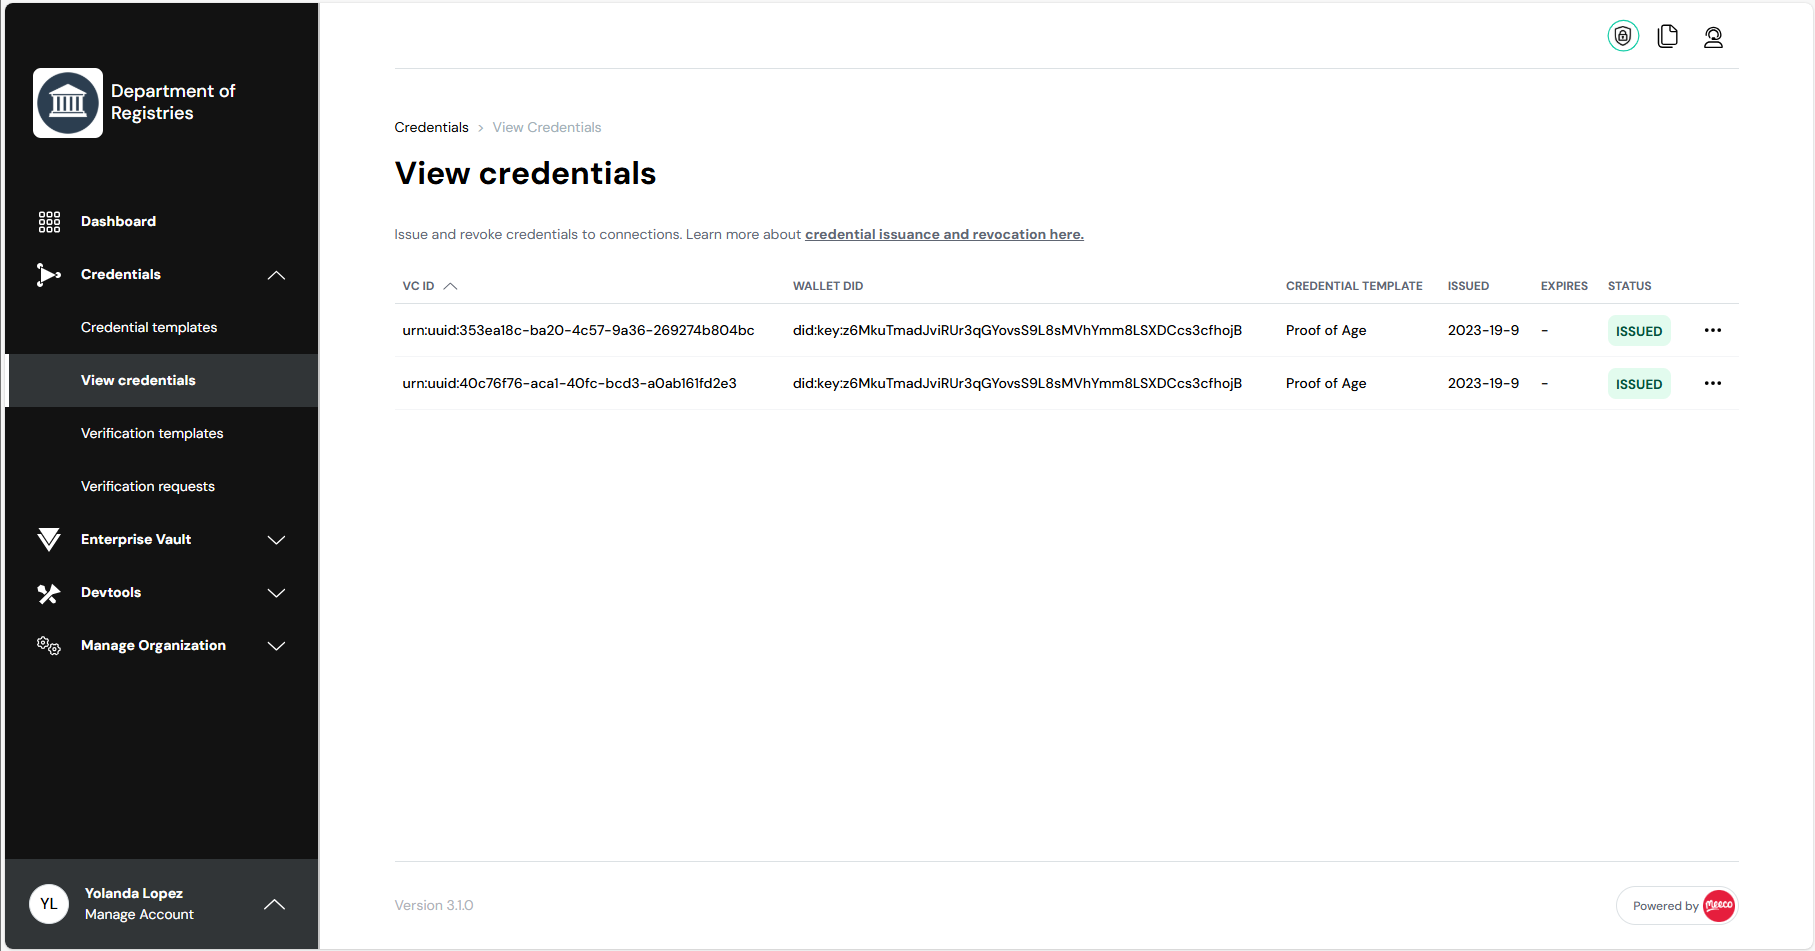 Department of
Registries
Dashboard
Credentials
Credential templates
View credentials
Verification templates
Verification requests
Enterprise Vault
Devtools
Manage Organization
YL
Yolanda Lopez
Manage Account
Credentials > View Credentials
View credentials
Issue and revoke credentials to connections. Learn more about credential issuance and revocation here.
VC ID WALLET DID CREDENTIAL TEMPLATE ISSUED EXPIRES STATUS
urn:uuid:353ea18c-ba20-4c57-9a36-269274b804bc did:key:z6MkuTmadJviRUr3qGYovsS9L8sMVhYmm8LSXDCcs3cfhojB Proof of Age 2023-19-9 - ISSUED
urn:uuid:40c76f76-aca1-40fc-bcd3-a0ab161fd2e3 did:key:z6MkuTmadJviRUr3qGYovsS9L8sMVhYmm8LSXDCcs3cfhojB Proof of Age 2023-19-9 - ISSUED
Version 3.1.0
Powered by meeco